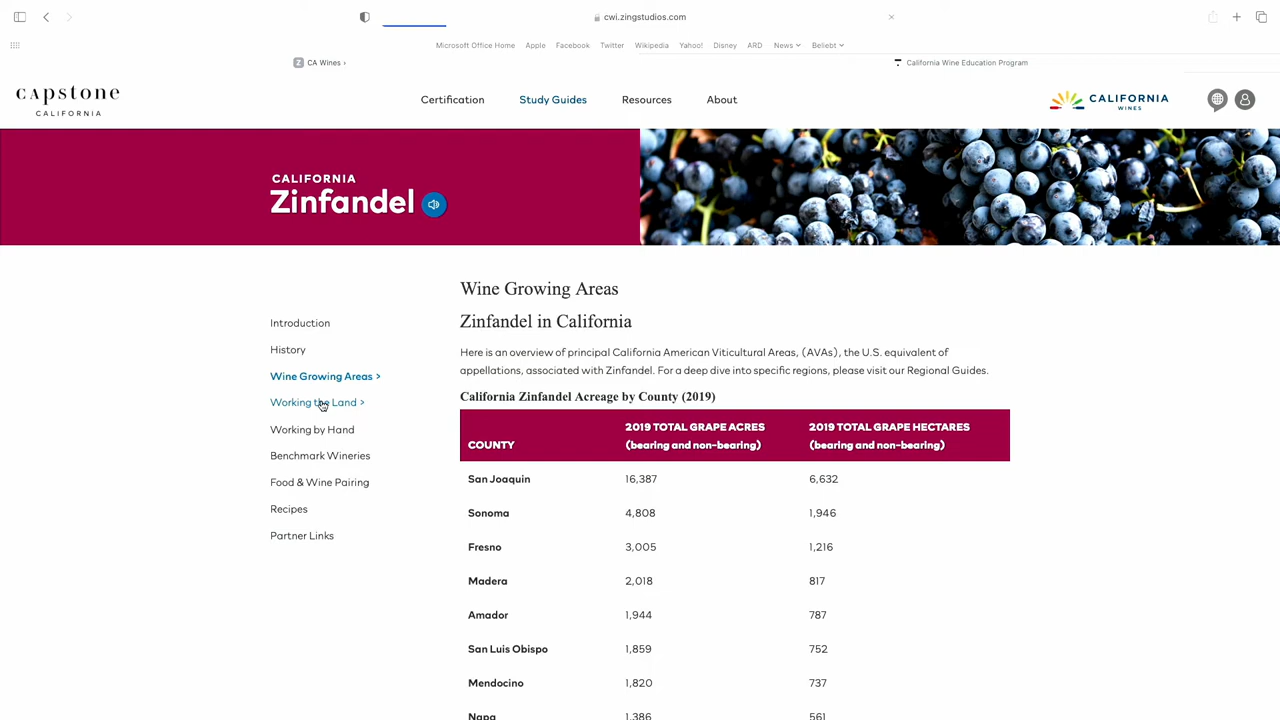 cwi.zingstudios.com
Microsoft Office Home Apple Facebook Twitter Wikipedia Yahoo! Disney ARD News Beliebt
CA Wines ›
California Wine Education Program
CAPSTONE
CALIFORNIA
Certification Study Guides Resources About
CALIFORNIA
WINES
CALIFORNIA
Zinfandel
Introduction
History
Wine Growing Areas >
Working the Land >
Working by Hand
Benchmark Wineries
Food & Wine Pairing
Recipes
Partner Links
Wine Growing Areas
Zinfandel in California
Here is an overview of principal California American Viticultural Areas, (AVAs), the U.S. equivalent of
appellations, associated with Zinfandel. For a deep dive into specific regions, please visit our Regional Guides.
California Zinfandel Acreage by County (2019)
COUNTY 2019 TOTAL GRAPE ACRES (bearing and non-bearing) 2019 TOTAL GRAPE HECTARES (bearing and non-bearing)
San Joaquin 16,387 6,632
Sonoma 4,808 1,946
Fresno 3,005 1,216
Madera 2,018 817
Amador 1,944 787
San Luis Obispo 1,859 752
Mendocino 1,820 737
Napa 1,386 561